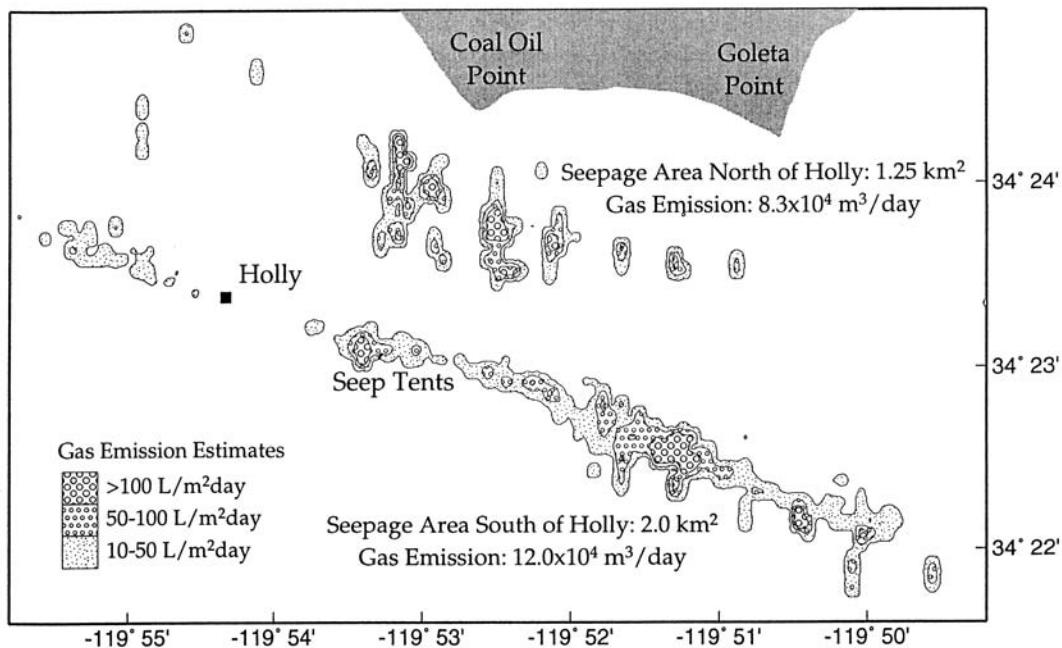 Coal Oil
Point
Goleta
Point
Seepage Area North of Holly: 1.25 km²
Gas Emission: 8.3x10⁴ m³/day
34° 24'
Holly
34° 23'
Seep Tents
Gas Emission Estimates
>100 L/m²day
50-100 L/m²day
10-50 L/m²day
Seepage Area South of Holly: 2.0 km²
Gas Emission: 12.0x10⁴ m³/day
34° 22'
-119° 55' -119° 54' -119° 53' -119° 52' -119° 51' -119° 50'